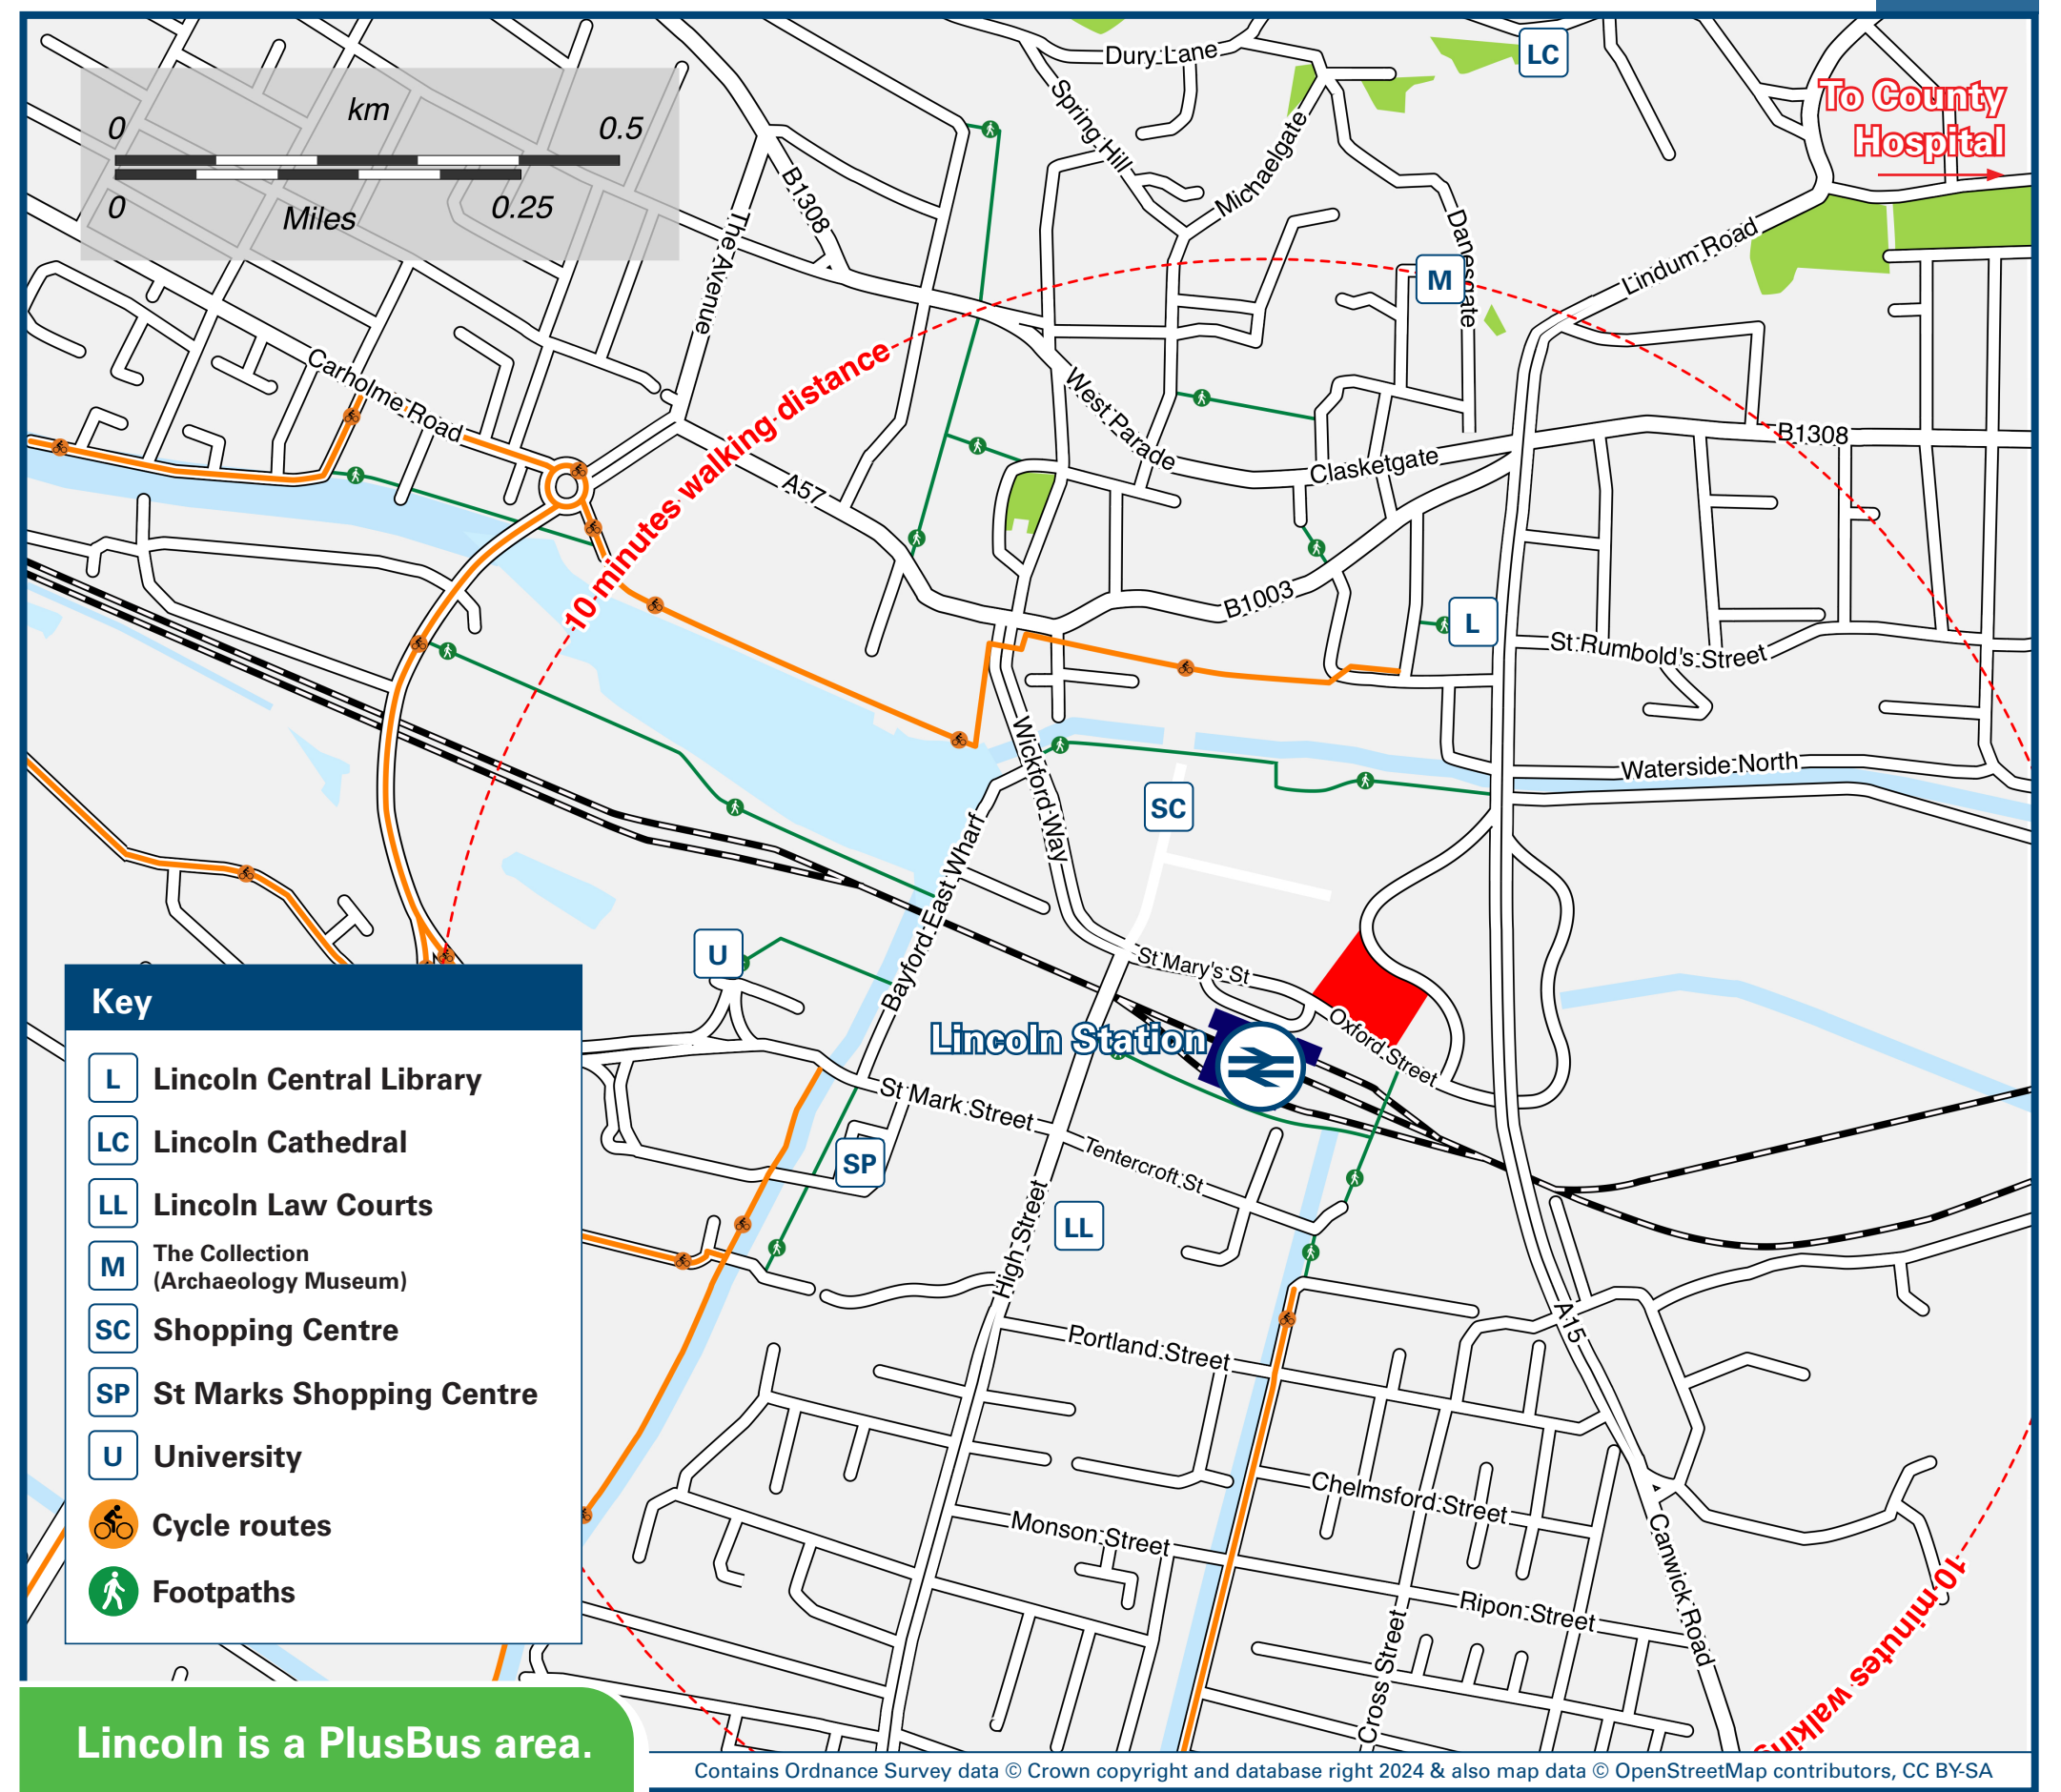 Dury Lane
LC
To County
Hospital
km
0
0.5
0
Miles
0.25
Spring Hill
Michaelgate
B1308
The Avenue
Danesgate
M
Lindum Road
Carholme Road
10 minutes walking distance
West Parade
A57
Clasketgate
B1308
B1003
L
St Rumbold's Street
Wickford Way
Waterside North
SC
Bayford East Wharf
U
St Mary's St
Oxford Street
Lincoln Station
St Mark Street
SP
Tentercroft St
LL
High Street
Portland Street
A15
Chelmsford Street
Monson Street
Canwick Road
Ripon Street
Cross Street
10 minutes walking
Key
L Lincoln Central Library
LC Lincoln Cathedral
LL Lincoln Law Courts
M The Collection
(Archaeology Museum)
SC Shopping Centre
SP St Marks Shopping Centre
U University
Cycle routes
Footpaths
Lincoln is a PlusBus area.
Contains Ordnance Survey data © Crown copyright and database right 2024 & also map data © OpenStreetMap contributors, CC BY-SA